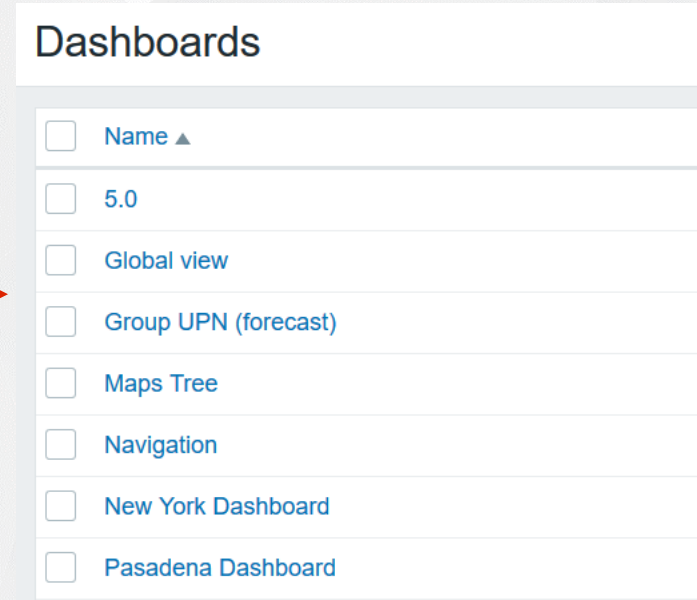 Dashboards
Name ▲
5.0
Global view
Group UPN (forecast)
Maps Tree
Navigation
New York Dashboard
Pasadena Dashboard